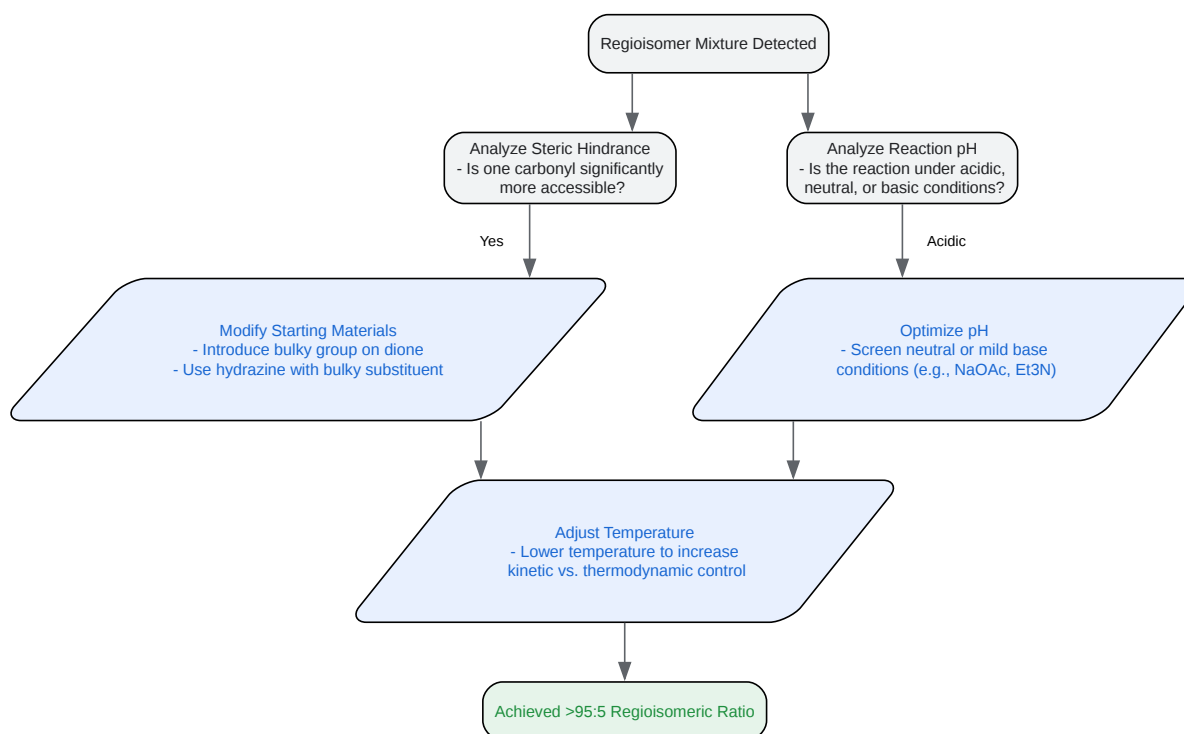 Regioisomer Mixture Detected
Analyze Steric Hindrance
- Is one carbonyl significantly
more accessible?
Analyze Reaction pH
- Is the reaction under acidic,
neutral, or basic conditions?
Yes
Acidic
Modify Starting Materials
- Introduce bulky group on dione
- Use hydrazine with bulky substituent
Optimize pH
- Screen neutral or mild base
conditions (e.g., NaOAc, Et3N)
Adjust Temperature
- Lower temperature to increase
kinetic vs. thermodynamic control
Achieved >95:5 Regioisomeric Ratio